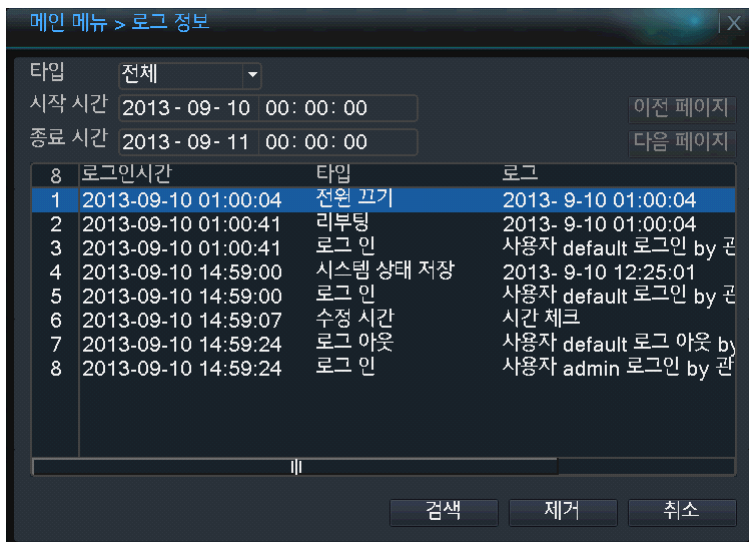 메인 메뉴 > 로그 정보 X
타입 전체
시작 시간 2013 - 09 - 10 00: 00: 00 이전 페이지
종료 시간 2013 - 09 - 11 00: 00: 00 다음 페이지
8 로그인시간 타입 로그
1 2013-09-10 01:00:04 전원 끄기 2013- 9-10 01:00:04
2 2013-09-10 01:00:41 리부팅 2013- 9-10 01:00:04
3 2013-09-10 01:00:41 로그 인 사용자 default 로그인 by 관
4 2013-09-10 14:59:00 시스템 상태 저장 2013- 9-10 12:25:01
5 2013-09-10 14:59:00 로그 인 사용자 default 로그인 by 관
6 2013-09-10 14:59:07 수정 시간 시간 체크
7 2013-09-10 14:59:24 로그 아웃 사용자 default 로그 아웃 by
8 2013-09-10 14:59:24 로그 인 사용자 admin 로그인 by 관
검색 제거 취소